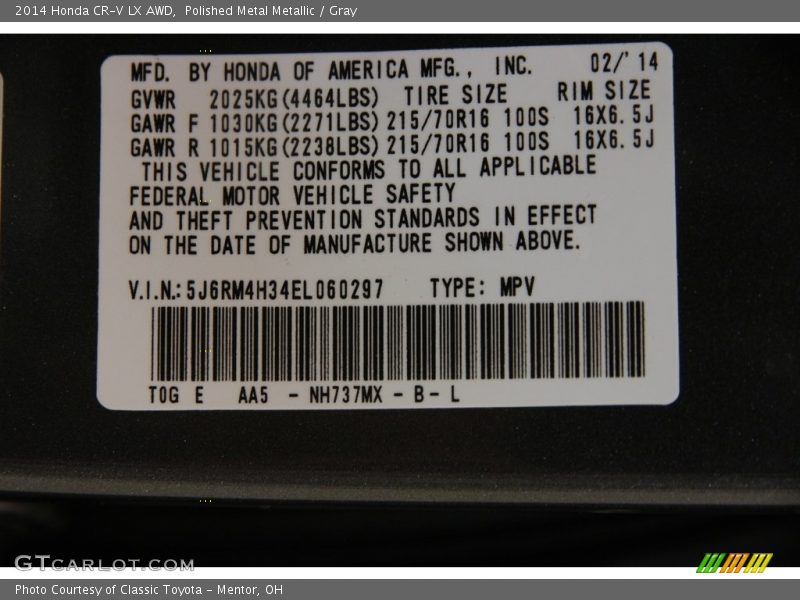 2014 Honda CR-V LX AWD,  Polished Metal Metallic / Gray
MFD. BY HONDA OF AMERICA MFG., INC. 02/'14
GVWR 2025KG(4464LBS) TIRE SIZE RIM SIZE
GAWR F 1030KG(2271LBS) 215/70R16 100S 16X6.5J
GAWR R 1015KG(2238LBS) 215/70R16 100S 16X6.5J
THIS VEHICLE CONFORMS TO ALL APPLICABLE
FEDERAL MOTOR VEHICLE SAFETY
AND THEFT PREVENTION STANDARDS IN EFFECT
ON THE DATE OF MANUFACTURE SHOWN ABOVE.
V.I.N.: 5J6RM4H34EL060297 TYPE: MPV
T0G E AA5 - NH737MX - B - L
GTCARLOT.COM
Photo Courtesy of Classic Toyota - Mentor, OH